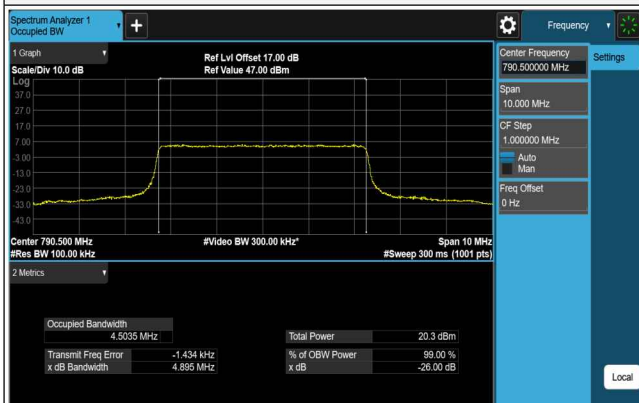 Spectrum Analyzer 1
Occupied BW
+
Frequency
1 Graph
Scale/Div 10.0 dB
Ref Lvl Offset 17.00 dB
Ref Value 47.00 dBm
Log
37.0
27.0
17.0
7.00
-3.00
-13.0
-23.0
-33.0
-43.0
Center 790.500 MHz
#Video BW 300.00 kHz*
Span 10 MHz
#Res BW 100.00 kHz
#Sweep 300 ms (1001 pts)
2 Metrics
Occupied Bandwidth
4.5035 MHz
Total Power 20.3 dBm
Transmit Freq Error -1.434 kHz
% of OBW Power 99.00 %
x dB Bandwidth 4.895 MHz
x dB -26.00 dB
Center Frequency
790.500000 MHz
Settings
Span
10.000 MHz
CF Step
1.000000 MHz
Auto
Man
Freq Offset
0 Hz
Local